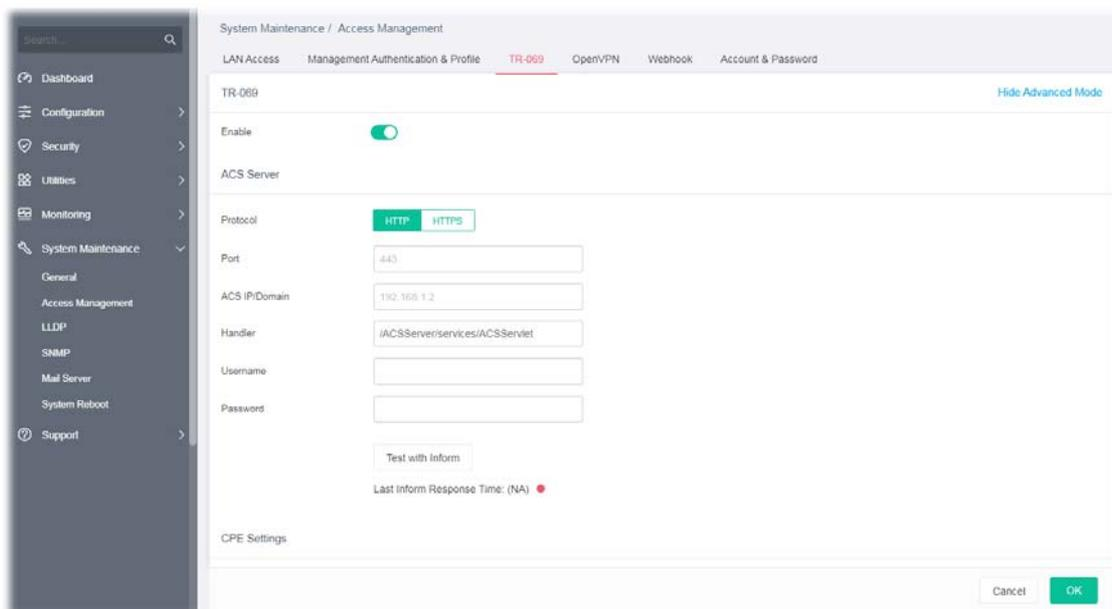 Search...
Dashboard
Configuration
Security
Utilities
Monitoring
System Maintenance
General
Access Management
LLDP
SNMP
Mail Server
System Reboot
Support
System Maintenance / Access Management
LAN Access Management Authentication & Profile TR-069 OpenVPN Webhook Account & Password
TR-069 Hide Advanced Mode
Enable
ACS Server
Protocol HTTP HTTPS
Port 443
ACS IP/Domain 192.168.1.2
Handler /ACSServer/services/ACSServlet
Username
Password
Test with Inform
Last Inform Response Time: (NA)
CPE Settings
Cancel OK